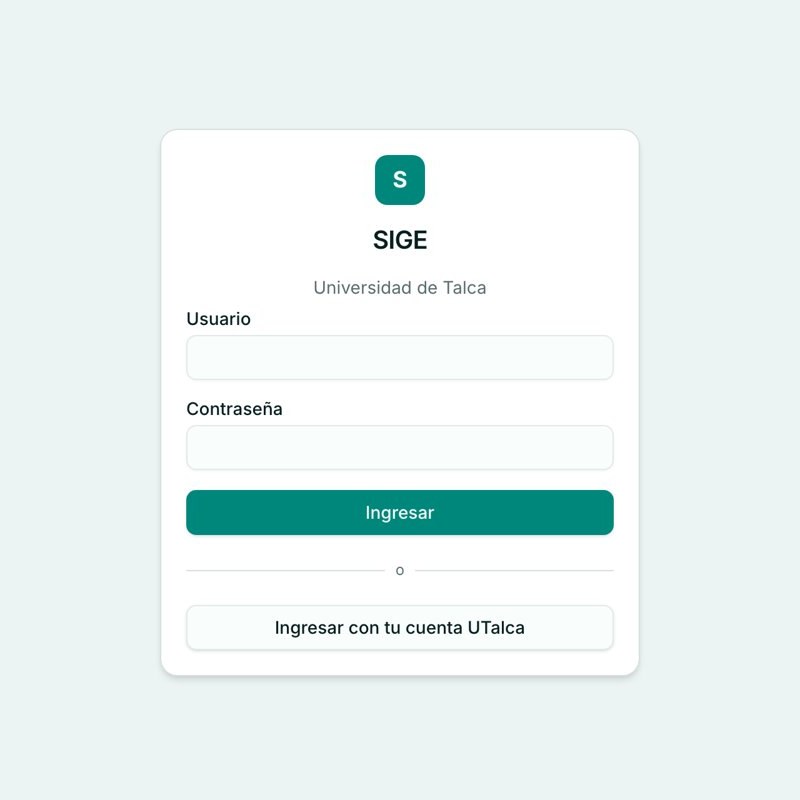 S
SIGE
Universidad de Talca
Usuario
Contraseña
Ingresar
o
Ingresar con tu cuenta UTalca